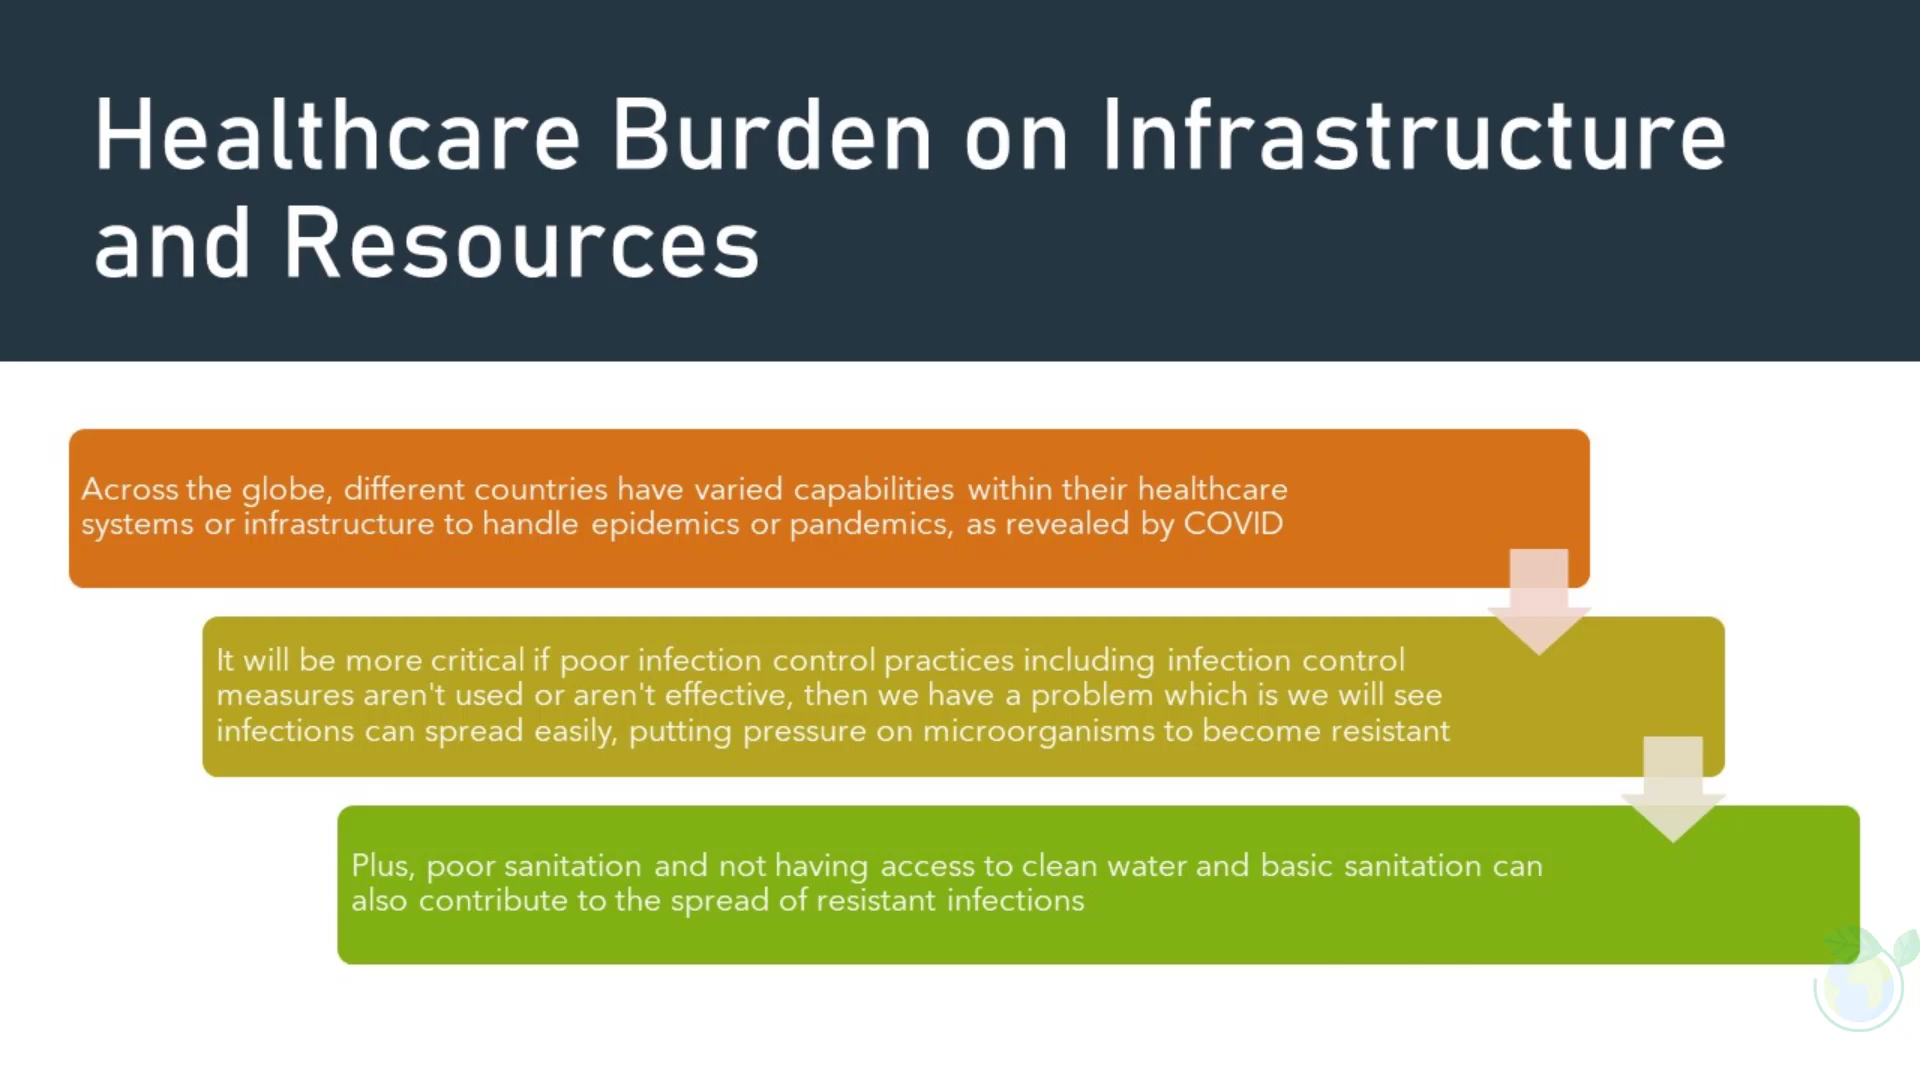 Healthcare Burden on Infrastructure
and Resources
Across the globe, different countries have varied capabilities within their healthcare
systems or infrastructure to handle epidemics or pandemics, as revealed by COVID
It will be more critical if poor infection control practices including infection control
measures aren't used or aren't effective, then we have a problem which is we will see
infections can spread easily, putting pressure on microorganisms to become resistant
Plus, poor sanitation and not having access to clean water and basic sanitation can
also contribute to the spread of resistant infections